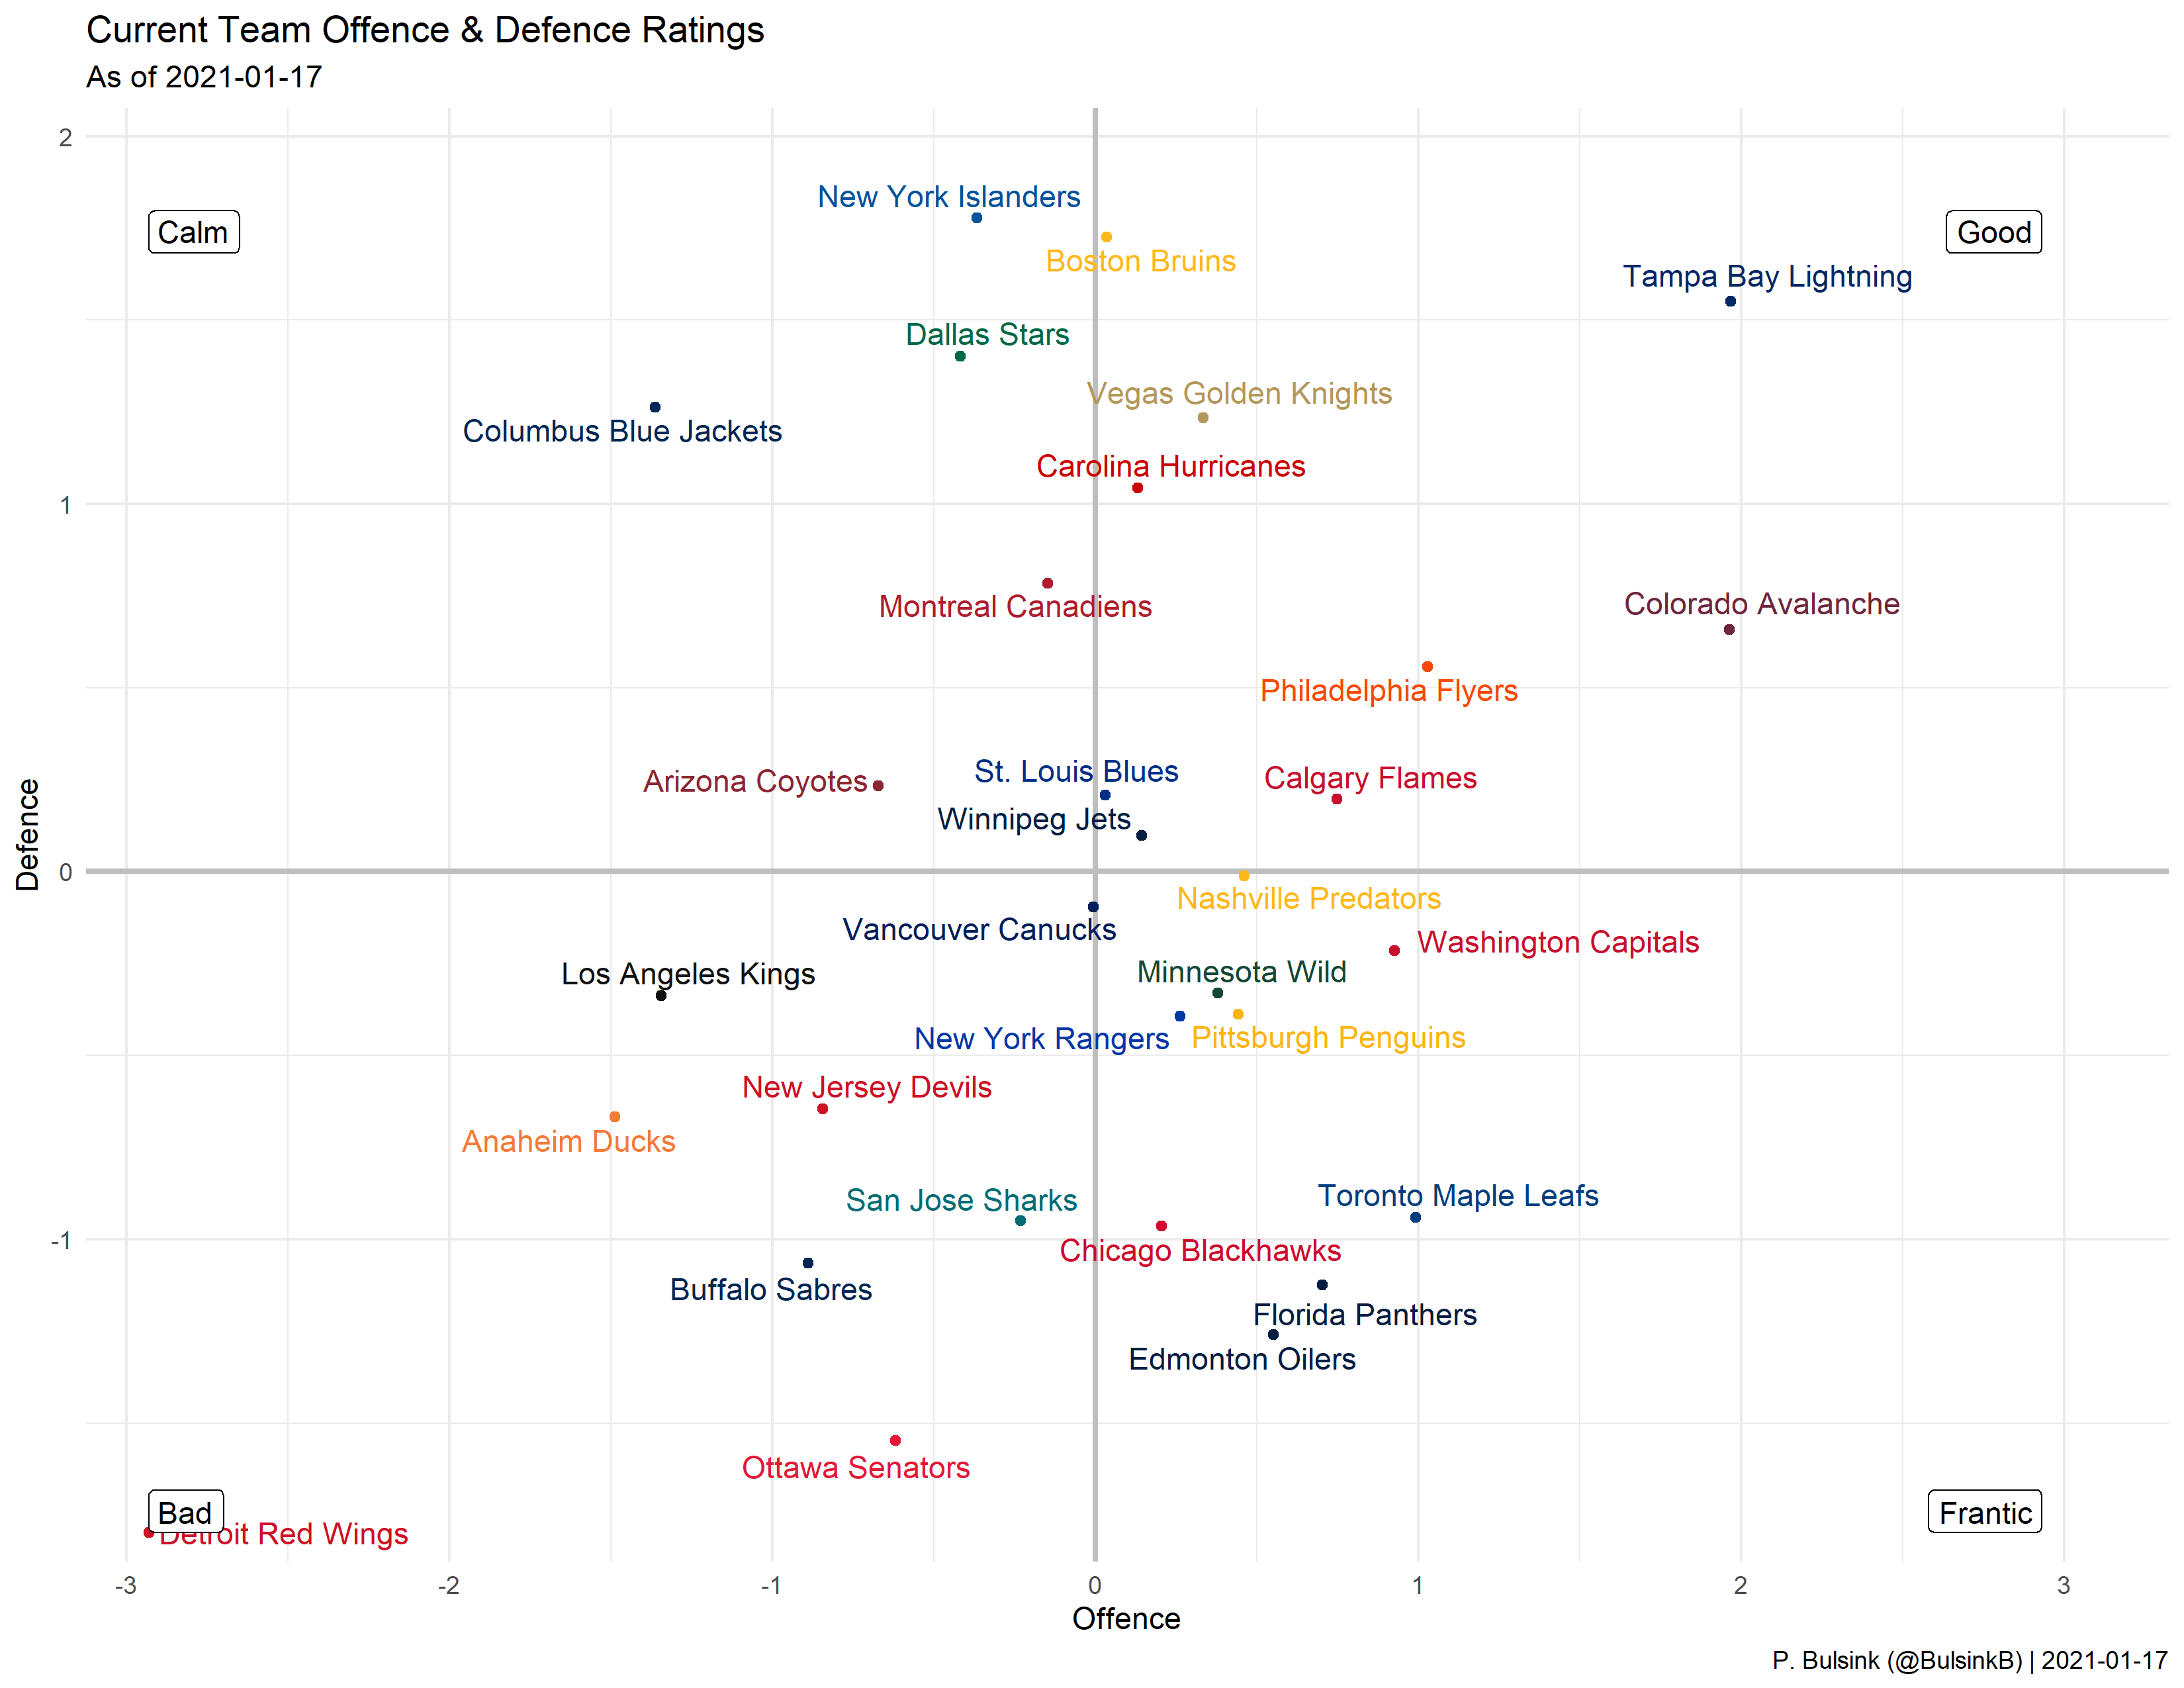 Current Team Offence & Defence Ratings
As of 2021-01-17
2
New York Islanders
Calm
Good
Boston Bruins
Tampa Bay Lightning
Dallas Stars
Vegas Golden Knights
Columbus Blue Jackets
Carolina Hurricanes
1
Montreal Canadiens
Colorado Avalanche
Philadelphia Flyers
St. Louis Blues
Calgary Flames
Arizona Coyotes
Winnipeg Jets
Defence
0
Nashville Predators
Vancouver Canucks
Washington Capitals
Los Angeles Kings
Minnesota Wild
New York Rangers
Pittsburgh Penguins
New Jersey Devils
Anaheim Ducks
San Jose Sharks
Toronto Maple Leafs
-1
Chicago Blackhawks
Buffalo Sabres
Florida Panthers
Edmonton Oilers
Ottawa Senators
Bad
Frantic
Detroit Red Wings
-3 -2 -1 0 1 2 3
Offence
P. Bulsink (@BulsinkB) | 2021-01-17